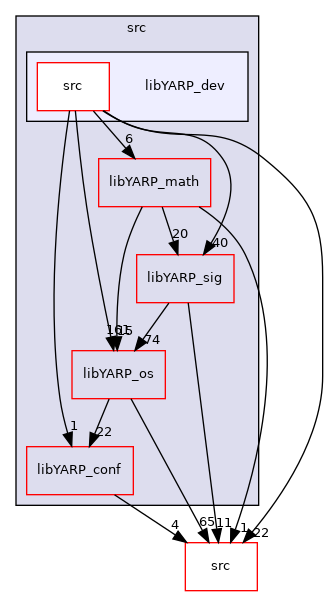 src
src
libYARP_dev
6
libYARP_math
20
40
libYARP_sig
74
libYARP_os
1
22
libYARP_conf
4
65
11
1
22
src